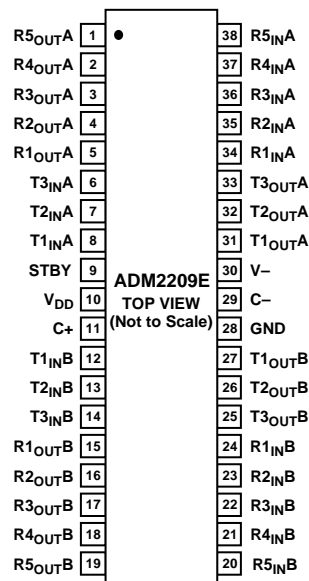 R5OUTA 1 38 R5INA
R4OUTA 2 37 R4INA
R3OUTA 3 36 R3INA
R2OUTA 4 35 R2INA
R1OUTA 5 34 R1INA
T3INA 6 33 T3OUTA
T2INA 7 32 T2OUTA
T1INA 8 31 T1OUTA
STBY 9 30 V–
ADM2209E
VDD 10 29 C–
TOP VIEW
(Not to Scale)
C+ 11 28 GND
T1INB 12 27 T1OUTB
T2INB 13 26 T2OUTB
T3INB 14 25 T3OUTB
R1OUTB 15 24 R1INB
R2OUTB 16 23 R2INB
R3OUTB 17 22 R3INB
R4OUTB 18 21 R4INB
R5OUTB 19 20 R5INB